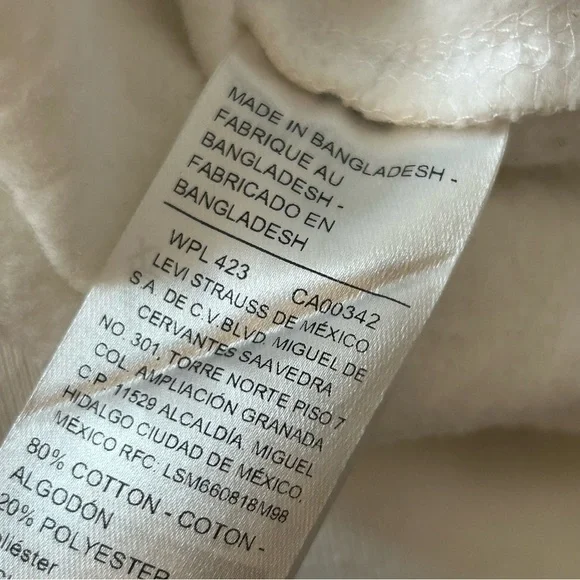 MADE IN BANGLADESH -
FABRIQUE AU
BANGLADESH -
FABRICADO EN
BANGLADESH
WPL 423 CA00342
LEVI STRAUSS DE MÉXICO
S.A. DE C.V BLVD. MIGUEL DE
CERVANTES SAAVEDRA
NO. 301, TORRE NORTE PISO 7
COL. AMPLIACIÓN GRANADA
C.P. 11529 ALCALDÍA, MIGUEL
HIDALGO CIUDAD DE MÉXICO,
MÉXICO RFC. LSM660818M98
80% COTTON - COTON -
ALGODÓN
20% POLYESTER